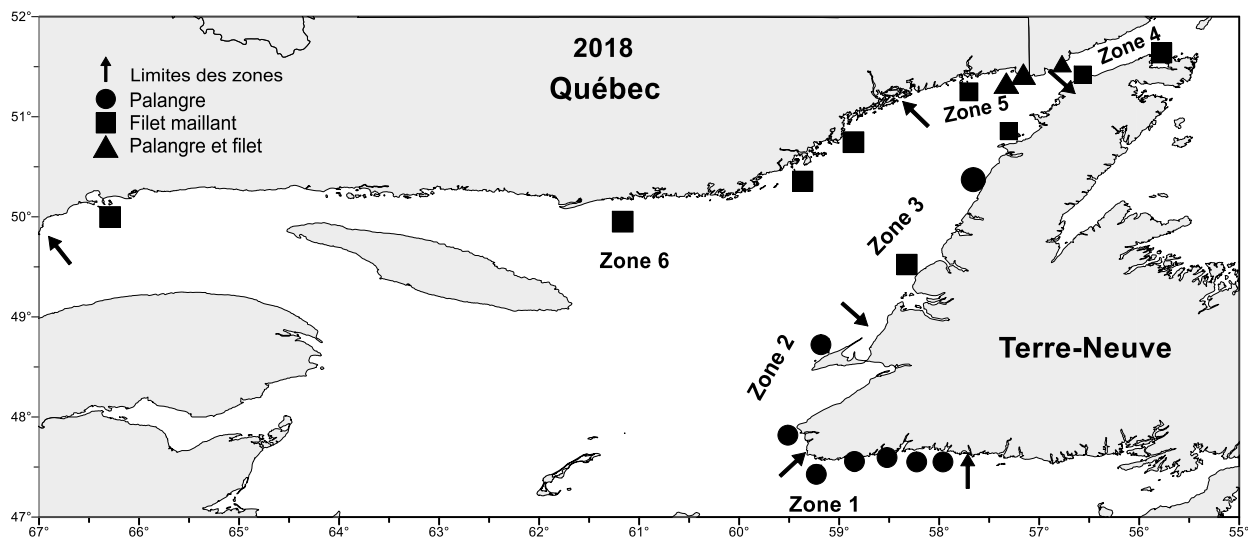 52°
51°
50°
49°
48°
47°
2018
Québec
Limites des zones
Palangre
Filet maillant
Palangre et filet
Zone 4
Zone 5
Zone 3
Zone 6
Zone 2
Terre-Neuve
Zone 1
67° 66° 65° 64° 63° 62° 61° 60° 59° 58° 57° 56° 55°